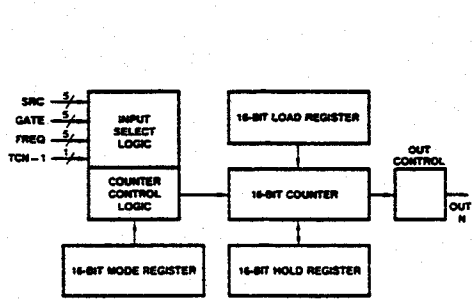 SRC 5
GATE 5
FREQ 5
TCN-1 1
INPUT
SELECT
LOGIC
COUNTER
CONTROL
LOGIC
16-BIT MODE REGISTER
16-BIT LOAD REGISTER
16-BIT COUNTER
16-BIT HOLD REGISTER
OUT
CONTROL
OUT
N